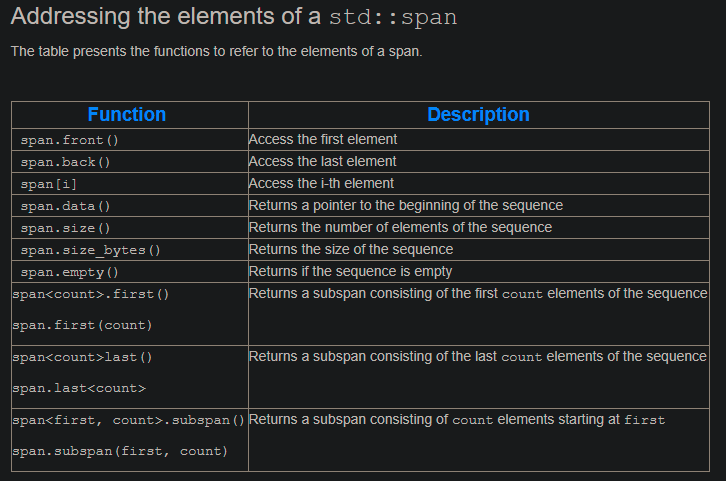 Addressing the elements of a std::span
The table presents the functions to refer to the elements of a span.
Function Description
span.front() Access the first element
span.back() Access the last element
span[i] Access the i-th element
span.data() Returns a pointer to the beginning of the sequence
span.size() Returns the number of elements of the sequence
span.size_bytes() Returns the size of the sequence
span.empty() Returns if the sequence is empty
span<count>.first() Returns a subspan consisting of the first count elements of the sequence
span.first(count)
span<count>last() Returns a subspan consisting of the last count elements of the sequence
span.last<count>
span<first, count>.subspan() Returns a subspan consisting of count elements starting at first
span.subspan(first, count)